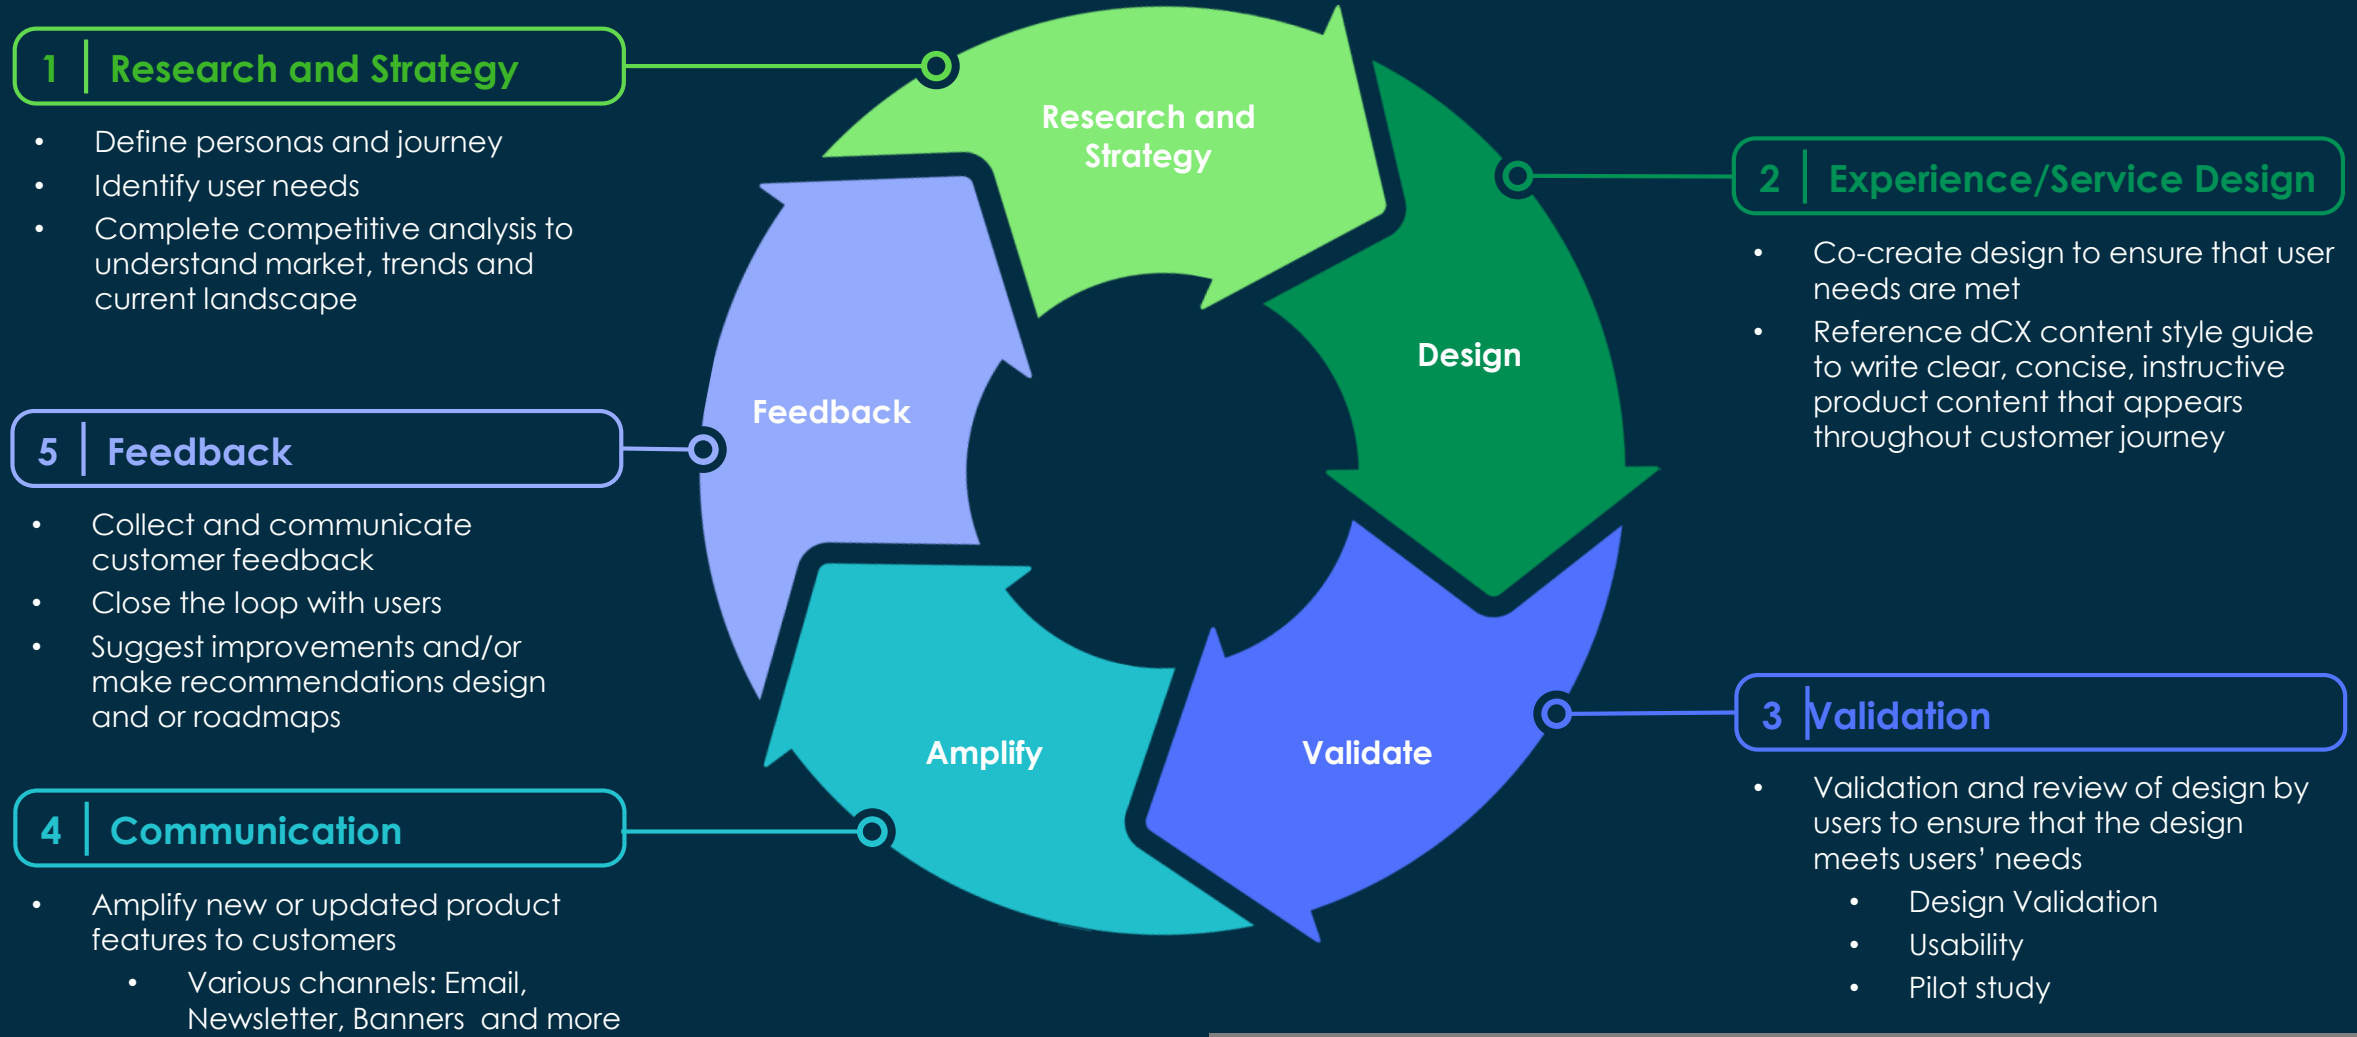 1 | Research and Strategy
• Define personas and journey
• Identify user needs
• Complete competitive analysis to
understand market, trends and
current landscape
Research and
Strategy
Design
Validate
Amplify
Feedback
2 | Experience/Service Design
• Co-create design to ensure that user
needs are met
• Reference dCX content style guide
to write clear, concise, instructive
product content that appears
throughout customer journey
3 | Validation
• Validation and review of design by
users to ensure that the design
meets users’ needs
• Design Validation
• Usability
• Pilot study
4 | Communication
• Amplify new or updated product
features to customers
• Various channels: Email,
Newsletter, Banners and more
5 | Feedback
• Collect and communicate
customer feedback
• Close the loop with users
• Suggest improvements and/or
make recommendations design
and or roadmaps